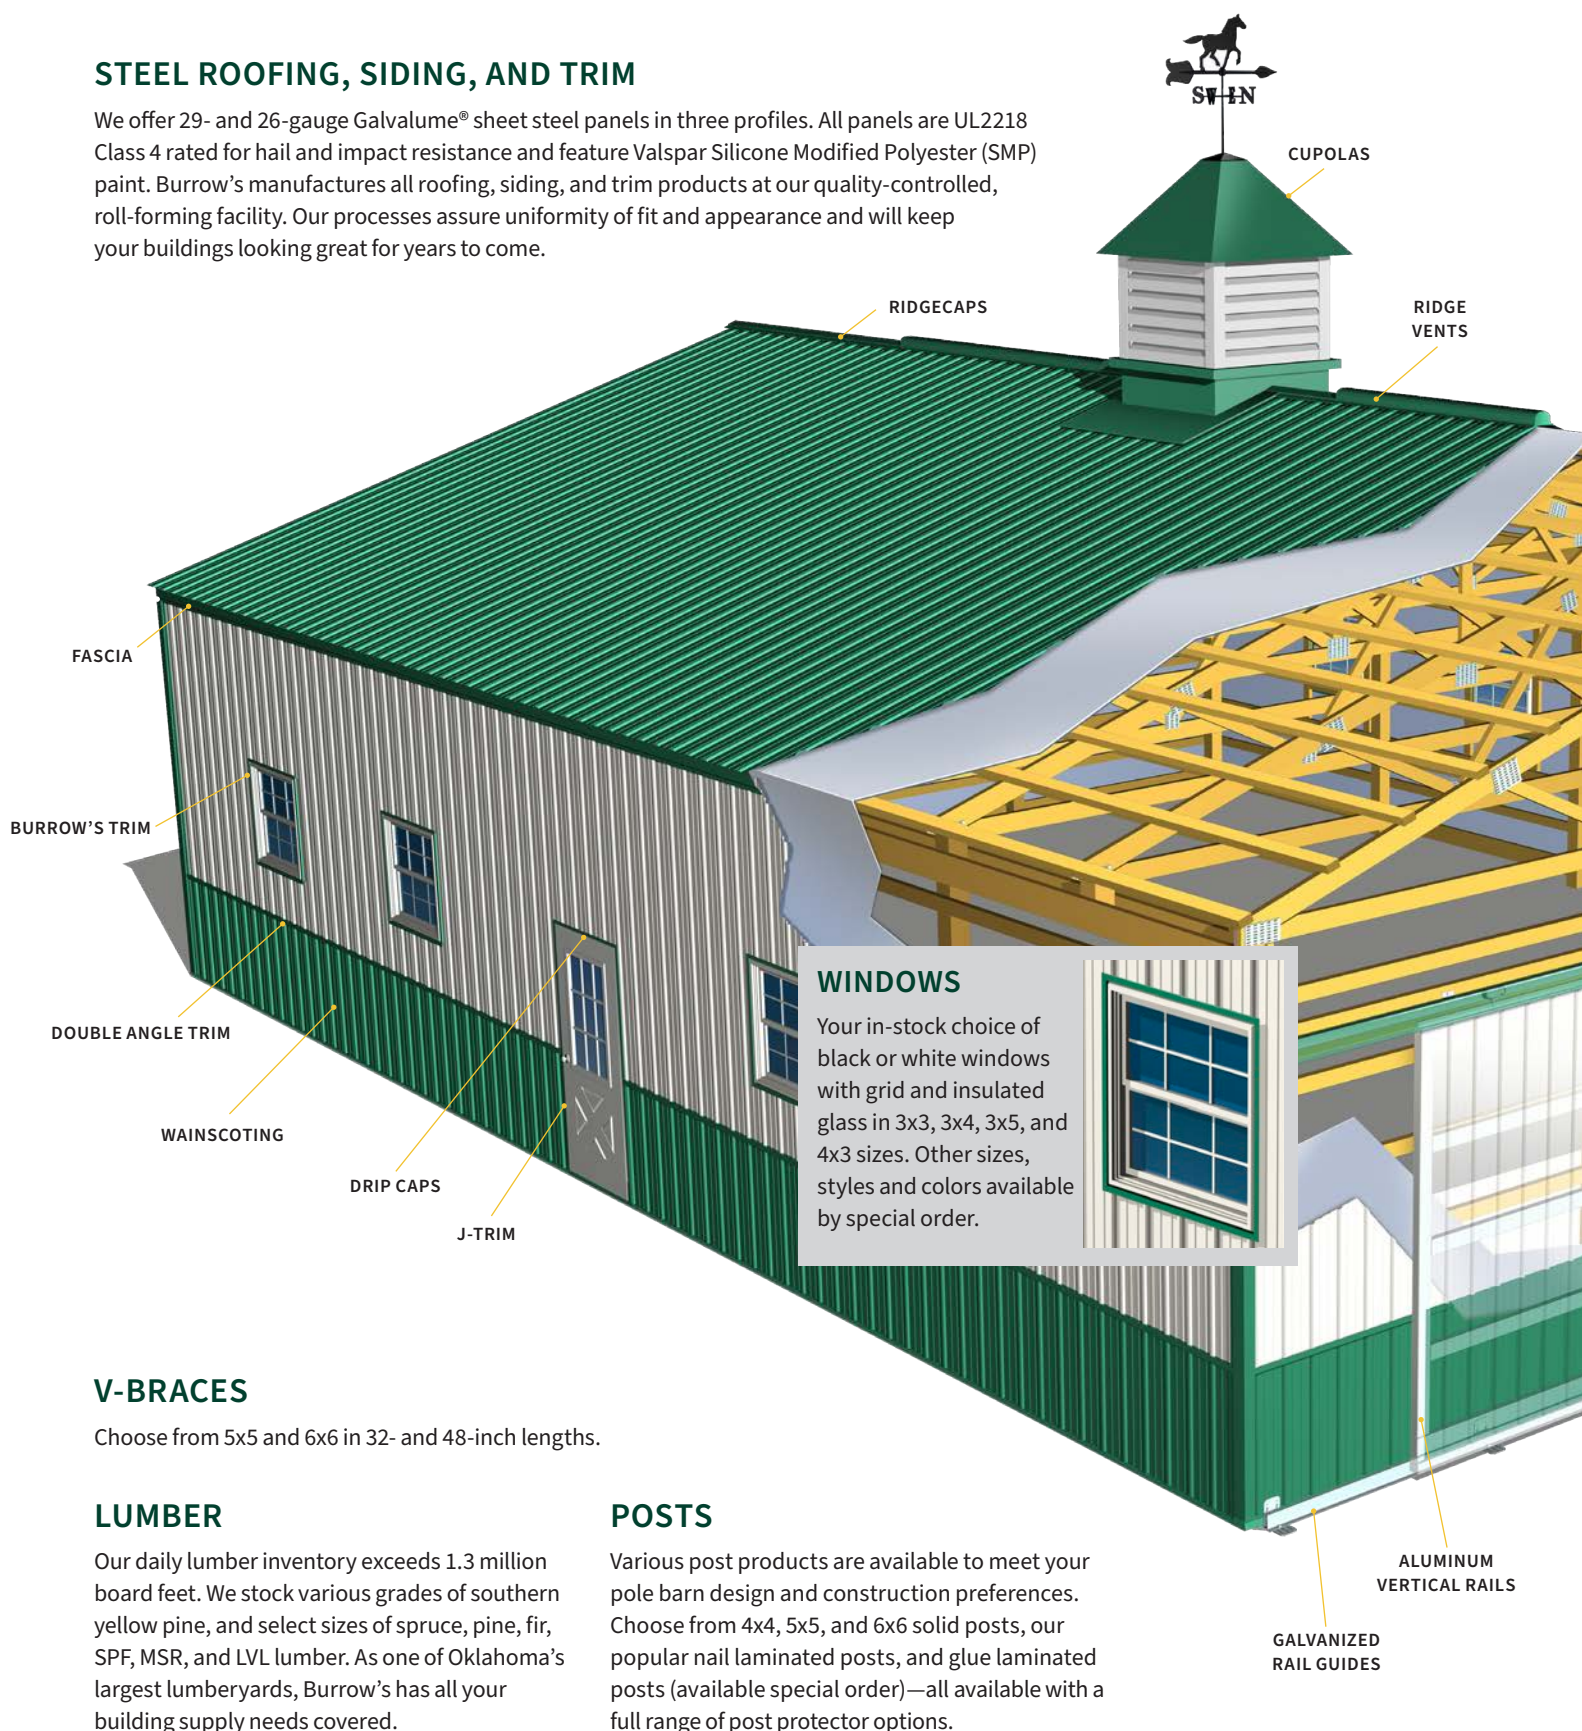 STEEL ROOFING, SIDING, AND TRIM
We offer 29- and 26-gauge Galvalume® sheet steel panels in three profiles. All panels are UL2218
Class 4 rated for hail and impact resistance and feature Valspar Silicone Modified Polyester (SMP)
paint. Burrow's manufactures all roofing, siding, and trim products at our quality-controlled,
roll-forming facility. Our processes assure uniformity of fit and appearance and will keep
your buildings looking great for years to come.
CUPOLAS
RIDGECAPS
RIDGE
VENTS
FASCIA
BURROW'S TRIM
DOUBLE ANGLE TRIM
WAINSCOTING
DRIP CAPS
J-TRIM
WINDOWS
Your in-stock choice of
black or white windows
with grid and insulated
glass in 3x3, 3x4, 3x5, and
4x3 sizes. Other sizes,
styles and colors available
by special order.
V-BRACES
Choose from 5x5 and 6x6 in 32- and 48-inch lengths.
LUMBER
Our daily lumber inventory exceeds 1.3 million
board feet. We stock various grades of southern
yellow pine, and select sizes of spruce, pine, fir,
SPF, MSR, and LVL lumber. As one of Oklahoma's
largest lumberyards, Burrow's has all your
building supply needs covered.
POSTS
Various post products are available to meet your
pole barn design and construction preferences.
Choose from 4x4, 5x5, and 6x6 solid posts, our
popular nail laminated posts, and glue laminated
posts (available special order)—all available with a
full range of post protector options.
ALUMINUM
VERTICAL RAILS
GALVANIZED
RAIL GUIDES